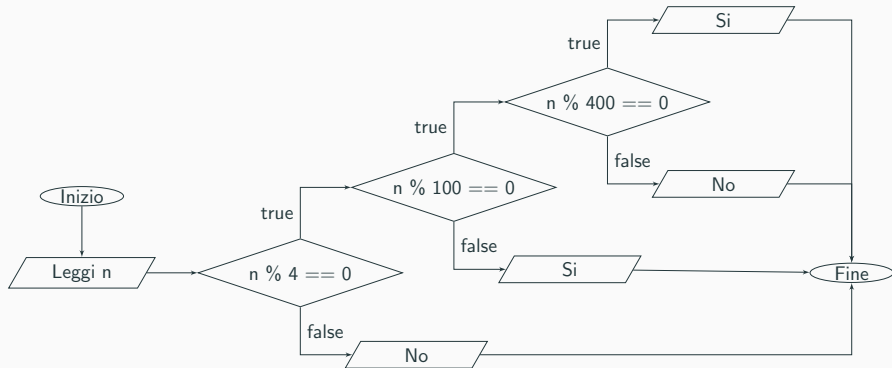 Inizio
Leggi n
n % 4 == 0
true
n % 100 == 0
true
n % 400 == 0
true
Si
false
No
false
Si
false
No
Fine